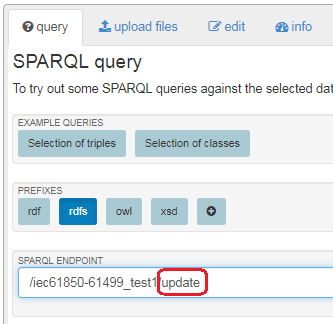 query upload files edit info
SPARQL query
To try out some SPARQL queries against the selected dat
EXAMPLE QUERIES
Selection of triples Selection of classes
PREFIXES
rdf rdfs owl xsd
SPARQL ENDPOINT
/iec61850-61499_test1/update